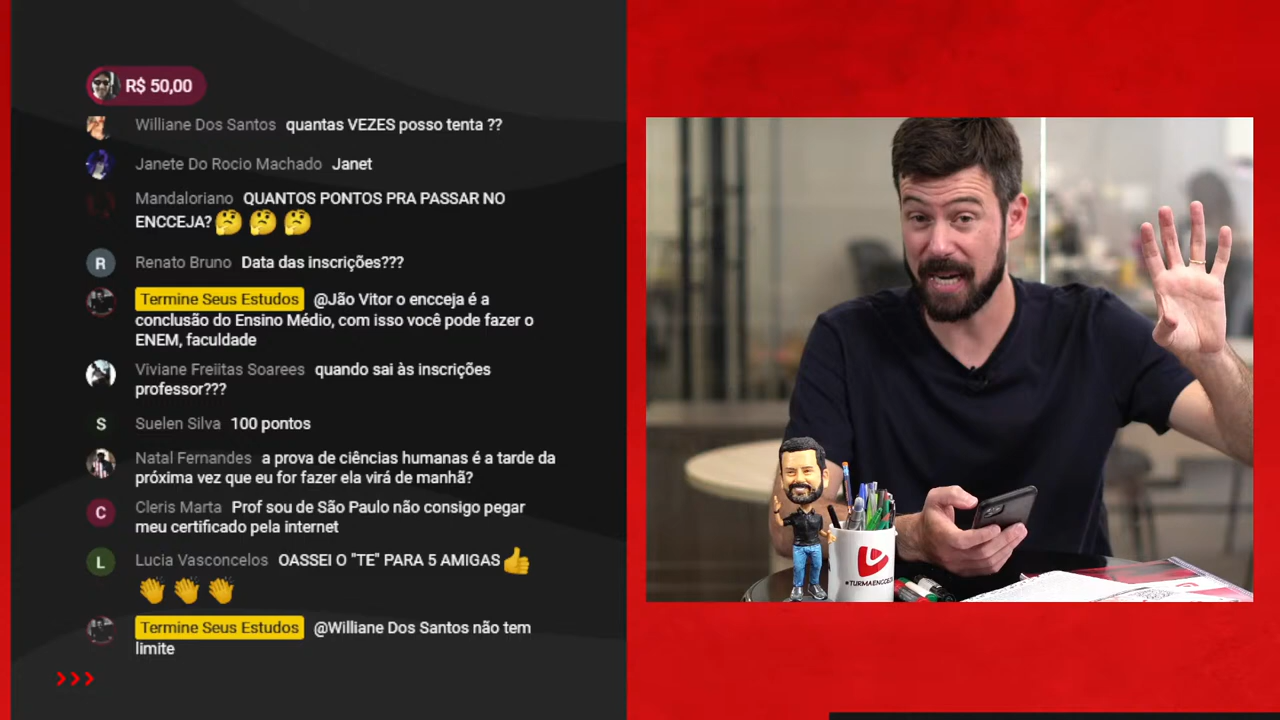 R$ 50,00
Williane Dos Santos quantas VEZES posso tenta ??
Janete Do Rocio Machado Janet
Mandaloriano QUANTOS PONTOS PRA PASSAR NO
ENCCEJA? 🤔 🤔 🤔
R Renato Bruno Data das inscrições???
Termine Seus Estudos @Jão Vitor o encceja é a
conclusão do Ensino Médio, com isso você pode fazer o
ENEM, faculdade
Viviane Freiitas Soarees quando sai às inscrições
professor???
S Suelen Silva 100 pontos
Natal Fernandes a prova de ciências humanas é a tarde da
próxima vez que eu for fazer ela virá de manhã?
C Cleris Marta Prof sou de São Paulo não consigo pegar
meu certificado pela internet
L Lucia Vasconcelos OASSEI O "TE" PARA 5 AMIGAS 👍
👏 👏 👏
Termine Seus Estudos @Williane Dos Santos não tem
limite
#TURMAENCCEJA